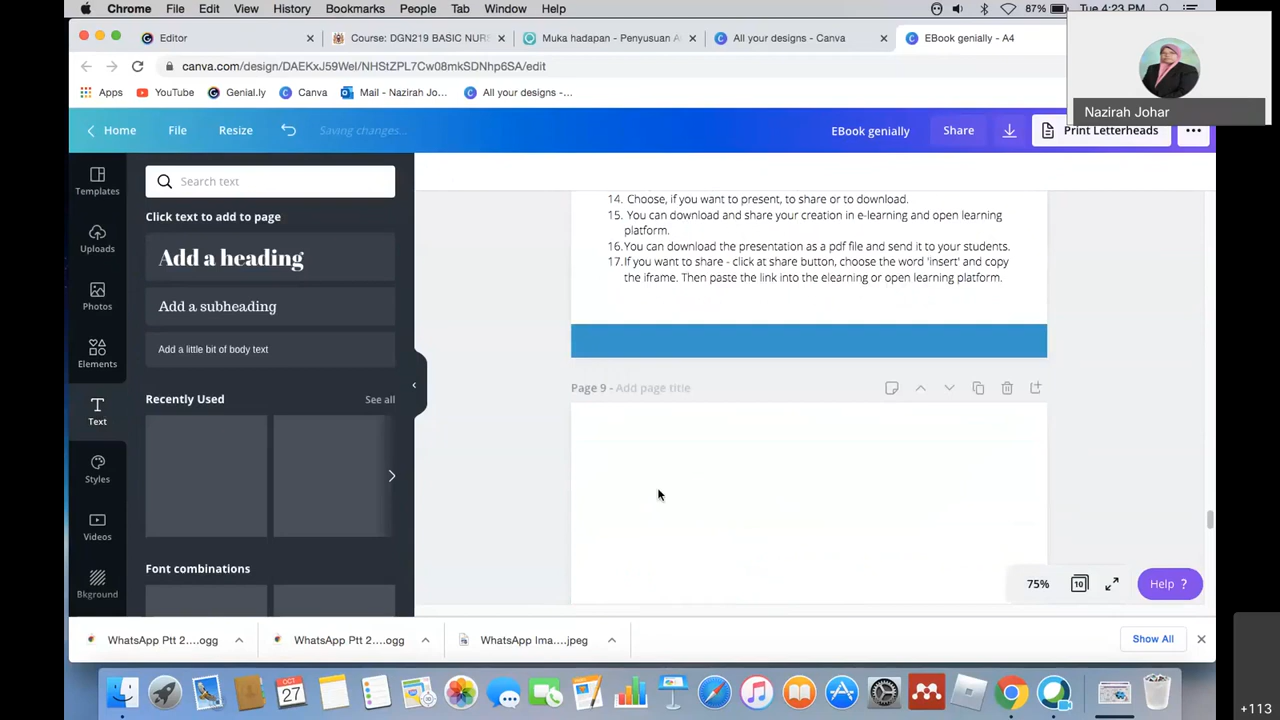 Chrome File Edit View History Bookmarks People Tab Window Help
87% Tue 4:23 PM
Editor
Course: DGN219 BASIC NUR
Muka hadapan - Penyusuan A
All your designs - Canva
EBook genially - A4
canva.com/design/DAEKxJ59WeI/NHStZPL7Cw08mkSDNhp6SA/edit
Nazirah Johar
Apps YouTube Genial.ly Canva Mail - Nazirah Jo... All your designs -...
Home File Resize Saving changes... EBook genially Share Print Letterheads
Templates
Uploads
Photos
Elements
Text
Styles
Videos
Bkground
Search text
Click text to add to page
Add a heading
Add a subheading
Add a little bit of body text
Recently Used See all
Font combinations
14. Choose, if you want to present, to share or to download.
15. You can download and share your creation in e-learning and open learning
platform.
16.You can download the presentation as a pdf file and send it to your students.
17.If you want to share - click at share button, choose the word 'insert' and copy
the iframe. Then paste the link into the elearning or open learning platform.
Page 9 - Add page title
75% 10 Help ?
WhatsApp Ptt 2....ogg WhatsApp Ptt 2....ogg WhatsApp Ima....jpeg Show All
OCT
27
+113